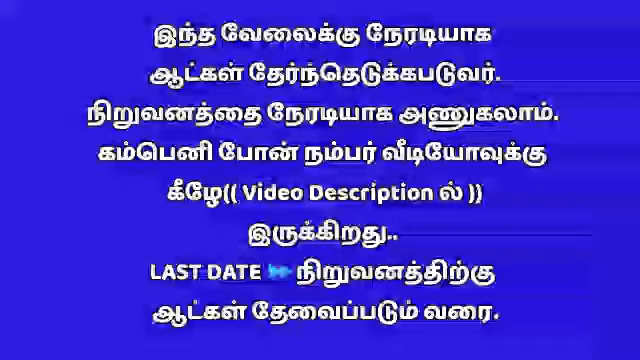 இந்த வேலைக்கு நேரடியாக
ஆட்கள் தேர்ந்தெடுக்கபடுவர்.
நிறுவனத்தை நேரடியாக அணுகலாம்.
கம்பெனி போன் நம்பர் வீடியோவுக்கு
கீழே(( Video Description ல் ))
இருக்கிறது..
LAST DATE ⏩ நிறுவனத்திற்கு
ஆட்கள் தேவைப்படும் வரை.